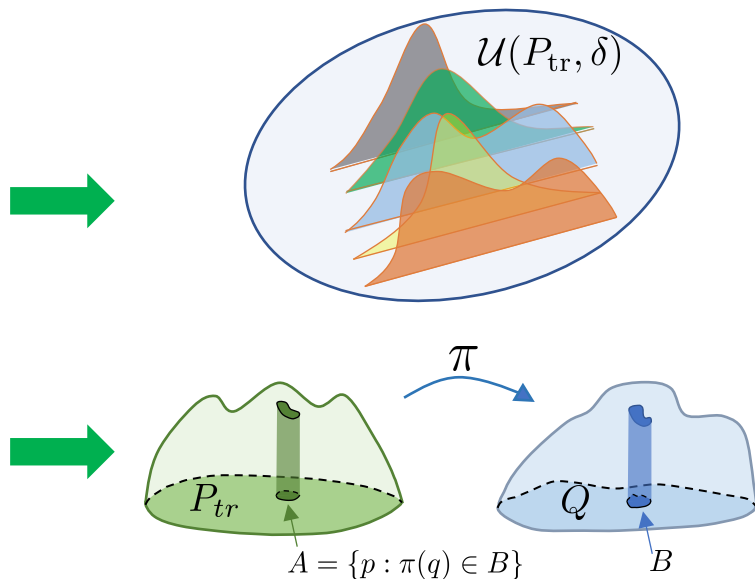 𝒰(P_tr, δ)
π
P_tr
Q
A = {p : π(q) ∈ B}
B